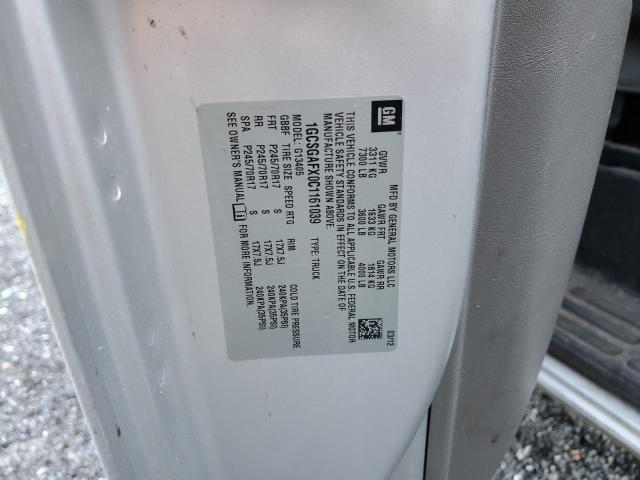 GM
MFD BY GENERAL MOTORS LLC
03/12
GVWR GAWR FRT GAWR RR
3311 KG 1633 KG 1814 KG
7300 LB 3600 LB 4000 LB
THIS VEHICLE CONFORMS TO ALL APPLICABLE U.S. FEDERAL MOTOR
VEHICLE SAFETY STANDARDS IN EFFECT ON THE DATE OF
MANUFACTURE SHOWN ABOVE.
1GCSGAFX0C1161039 TYPE: TRUCK
MODEL: G13405
GBBF TIRE SIZE SPEED RTG RIM COLD TIRE PRESSURE
FRT P245/70R17 S 17X7.5J 240KPA(35PSI)
RR P245/70R17 S 17X7.5J 240KPA(35PSI)
SPA P245/70R17 S 17X7.5J 240KPA(35PSI)
SEE OWNER'S MANUAL FOR MORE INFORMATION.